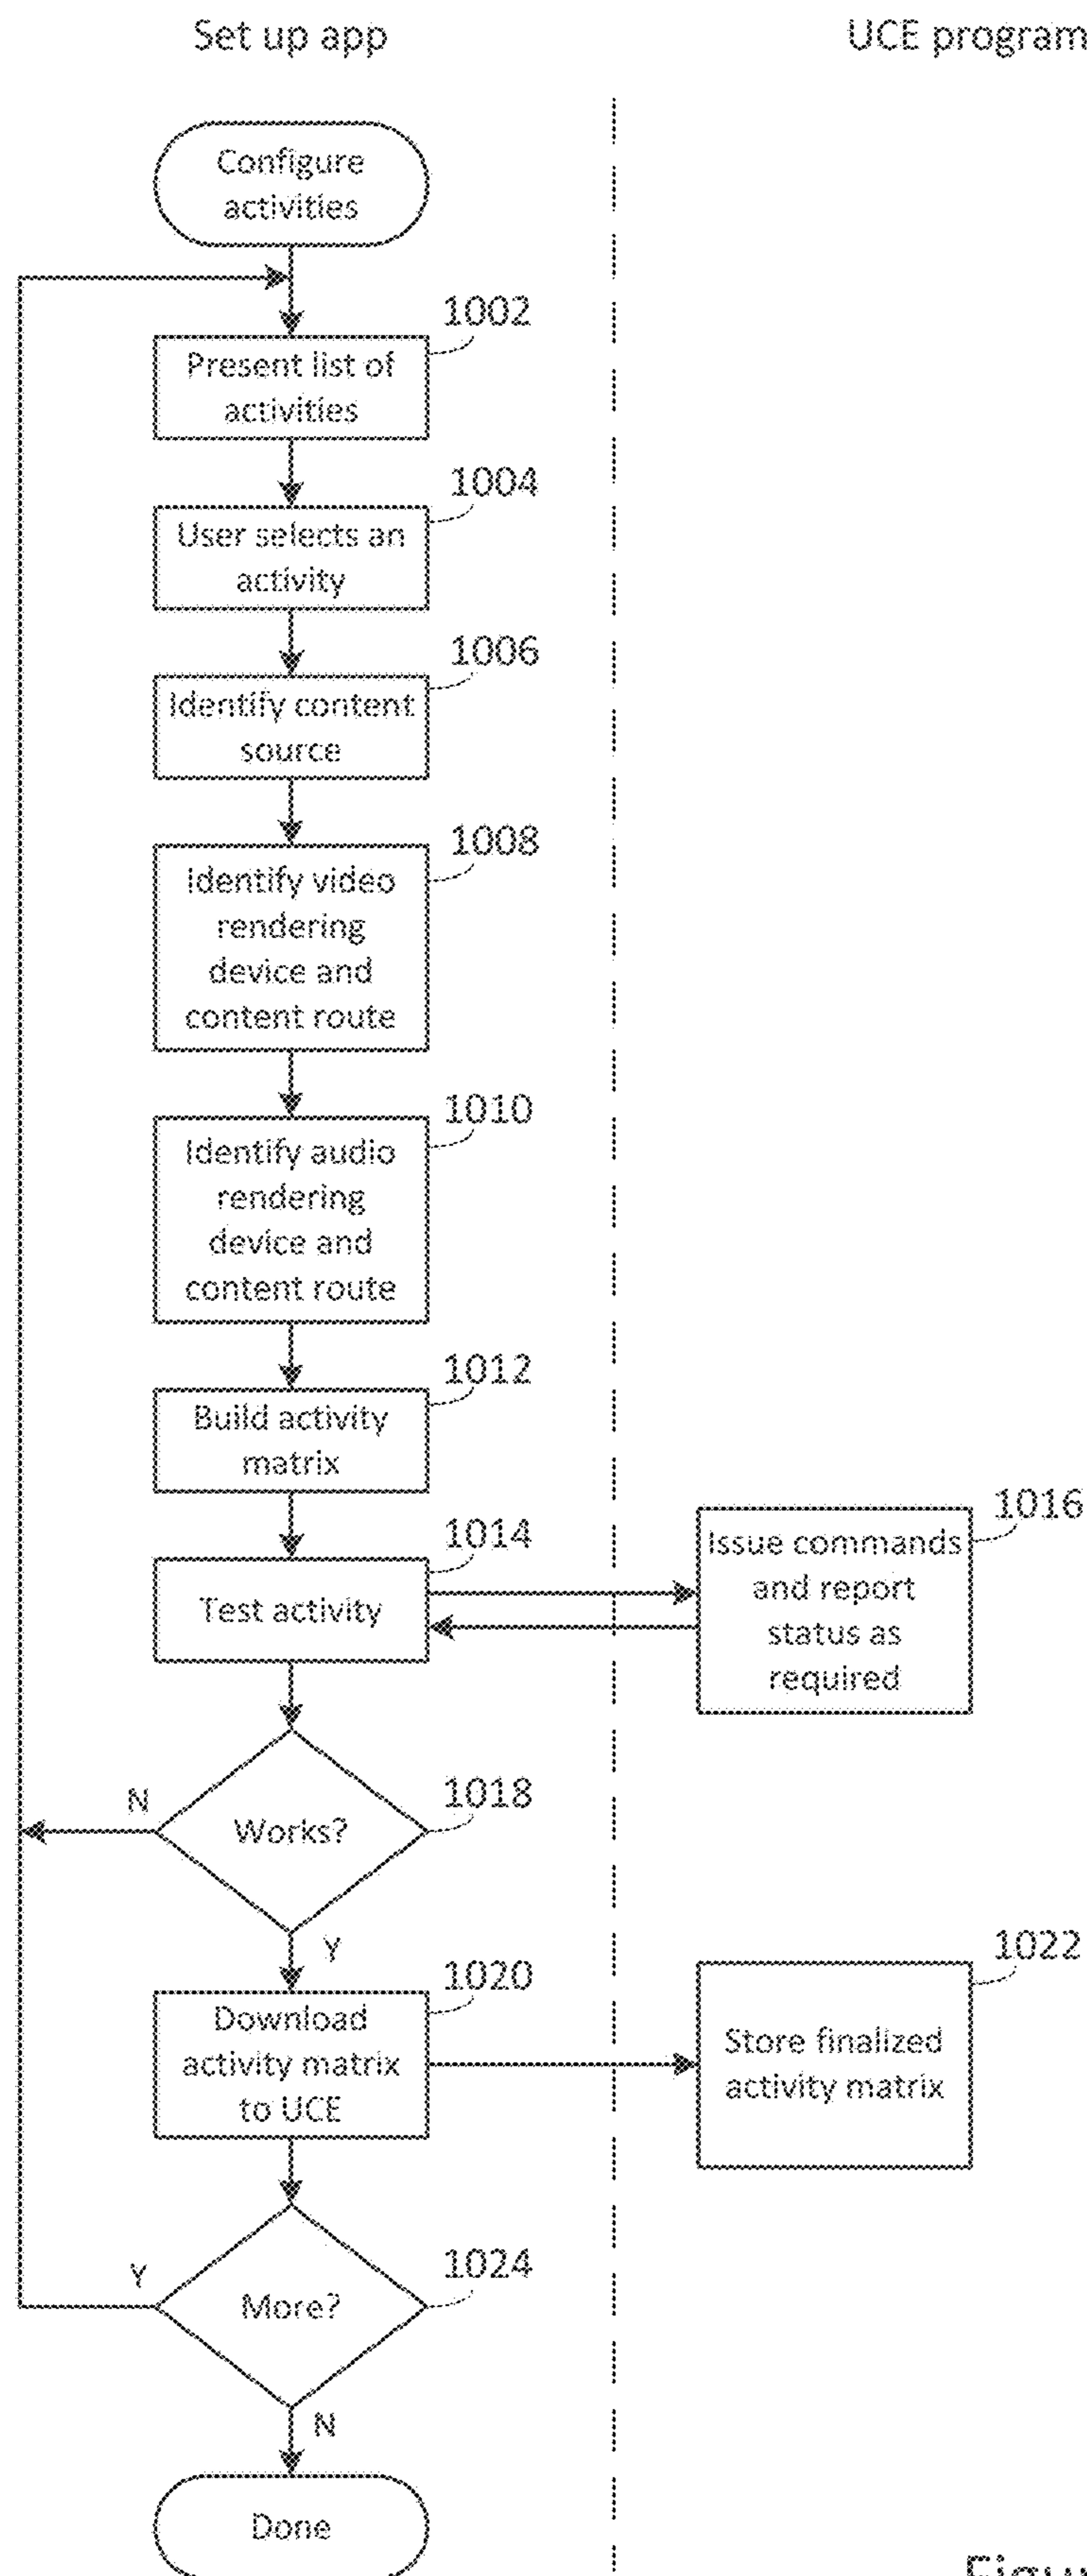 Set up app
UCE program
Configure
activities
1002
Present list of
activities
1004
User selects an
activity
1006
Identify content
source
1008
Identify video
rendering
device and
content route
1010
Identify audio
rendering
device and
content route
1012
Build activity
matrix
1014
Test activity
1016
Issue commands
and report
status as
required
N
Works?
1018
Y
1020
Download
activity matrix
to UCE
1022
Store finalized
activity matrix
Y
More?
1024
N
Done